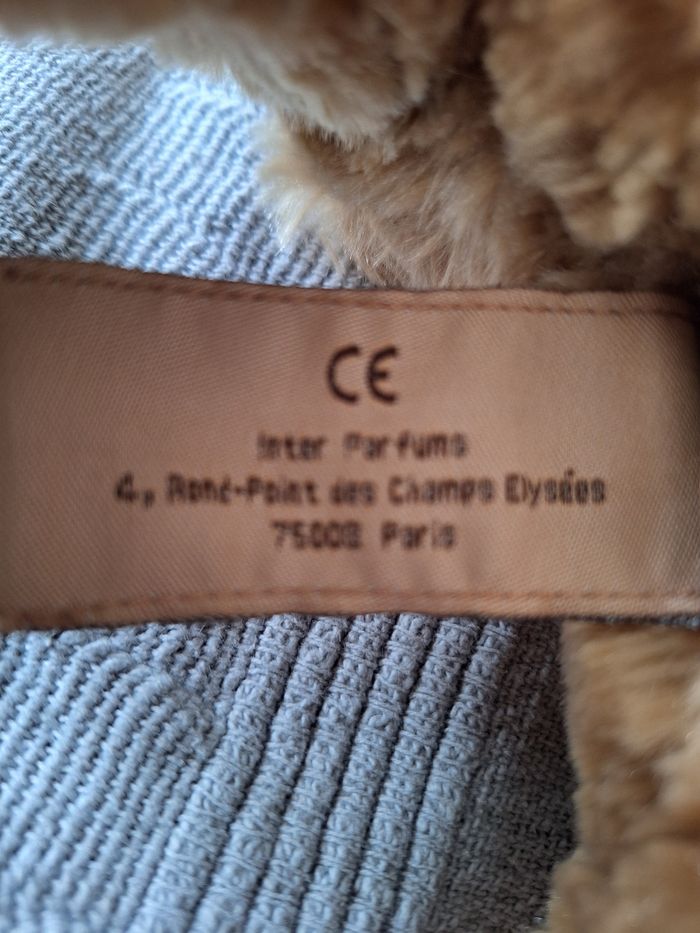 CE
Inter Parfums
4, Rond-Point des Champs Elysées
75008 Paris